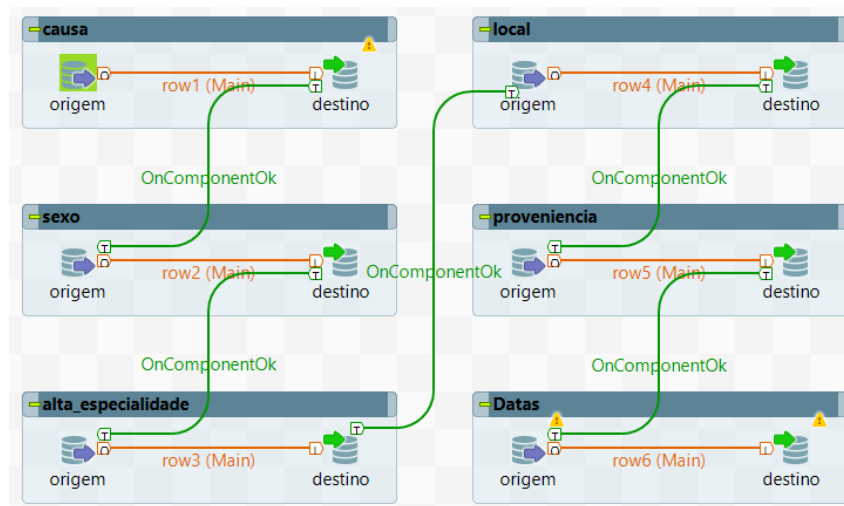 causa
row1 (Main)
origem
destino
OnComponentOk
sexo
row2 (Main)
origem
destino
OnComponentOk
alta_especialidade
row3 (Main)
origem
destino
OnComponentOk
local
row4 (Main)
origem
destino
OnComponentOk
proveniencia
row5 (Main)
origem
destino
OnComponentOk
Datas
row6 (Main)
origem
destino